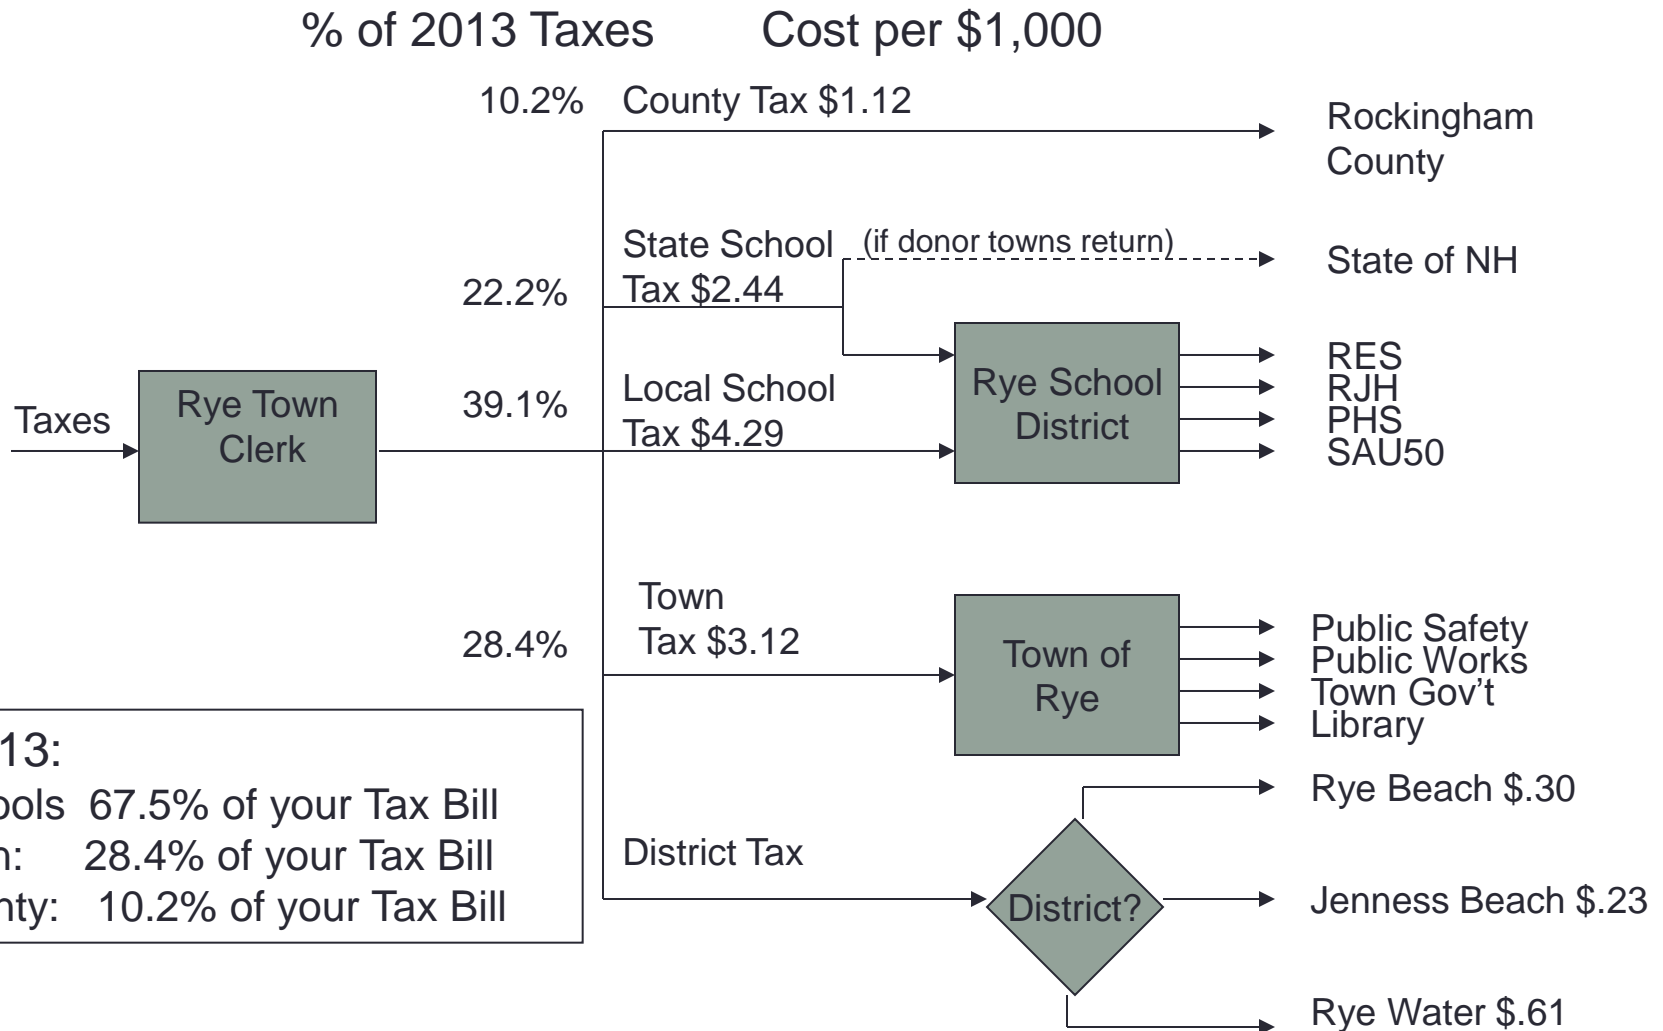 % of 2013 Taxes Cost per $1,000
10.2% County Tax $1.12
Rockingham
County
State School (if donor towns return)
Tax $2.44
22.2%
State of NH
Taxes
Rye Town
Clerk
39.1%
Local School
Tax $4.29
Rye School
District
RES
RJH
PHS
SAU50
28.4%
Town
Tax $3.12
Town of
Rye
Public Safety
Public Works
Town Gov’t
Library
13:
ools 67.5% of your Tax Bill
n: 28.4% of your Tax Bill
nty: 10.2% of your Tax Bill
District Tax
District?
Rye Beach $.30
Jenness Beach $.23
Rye Water $.61